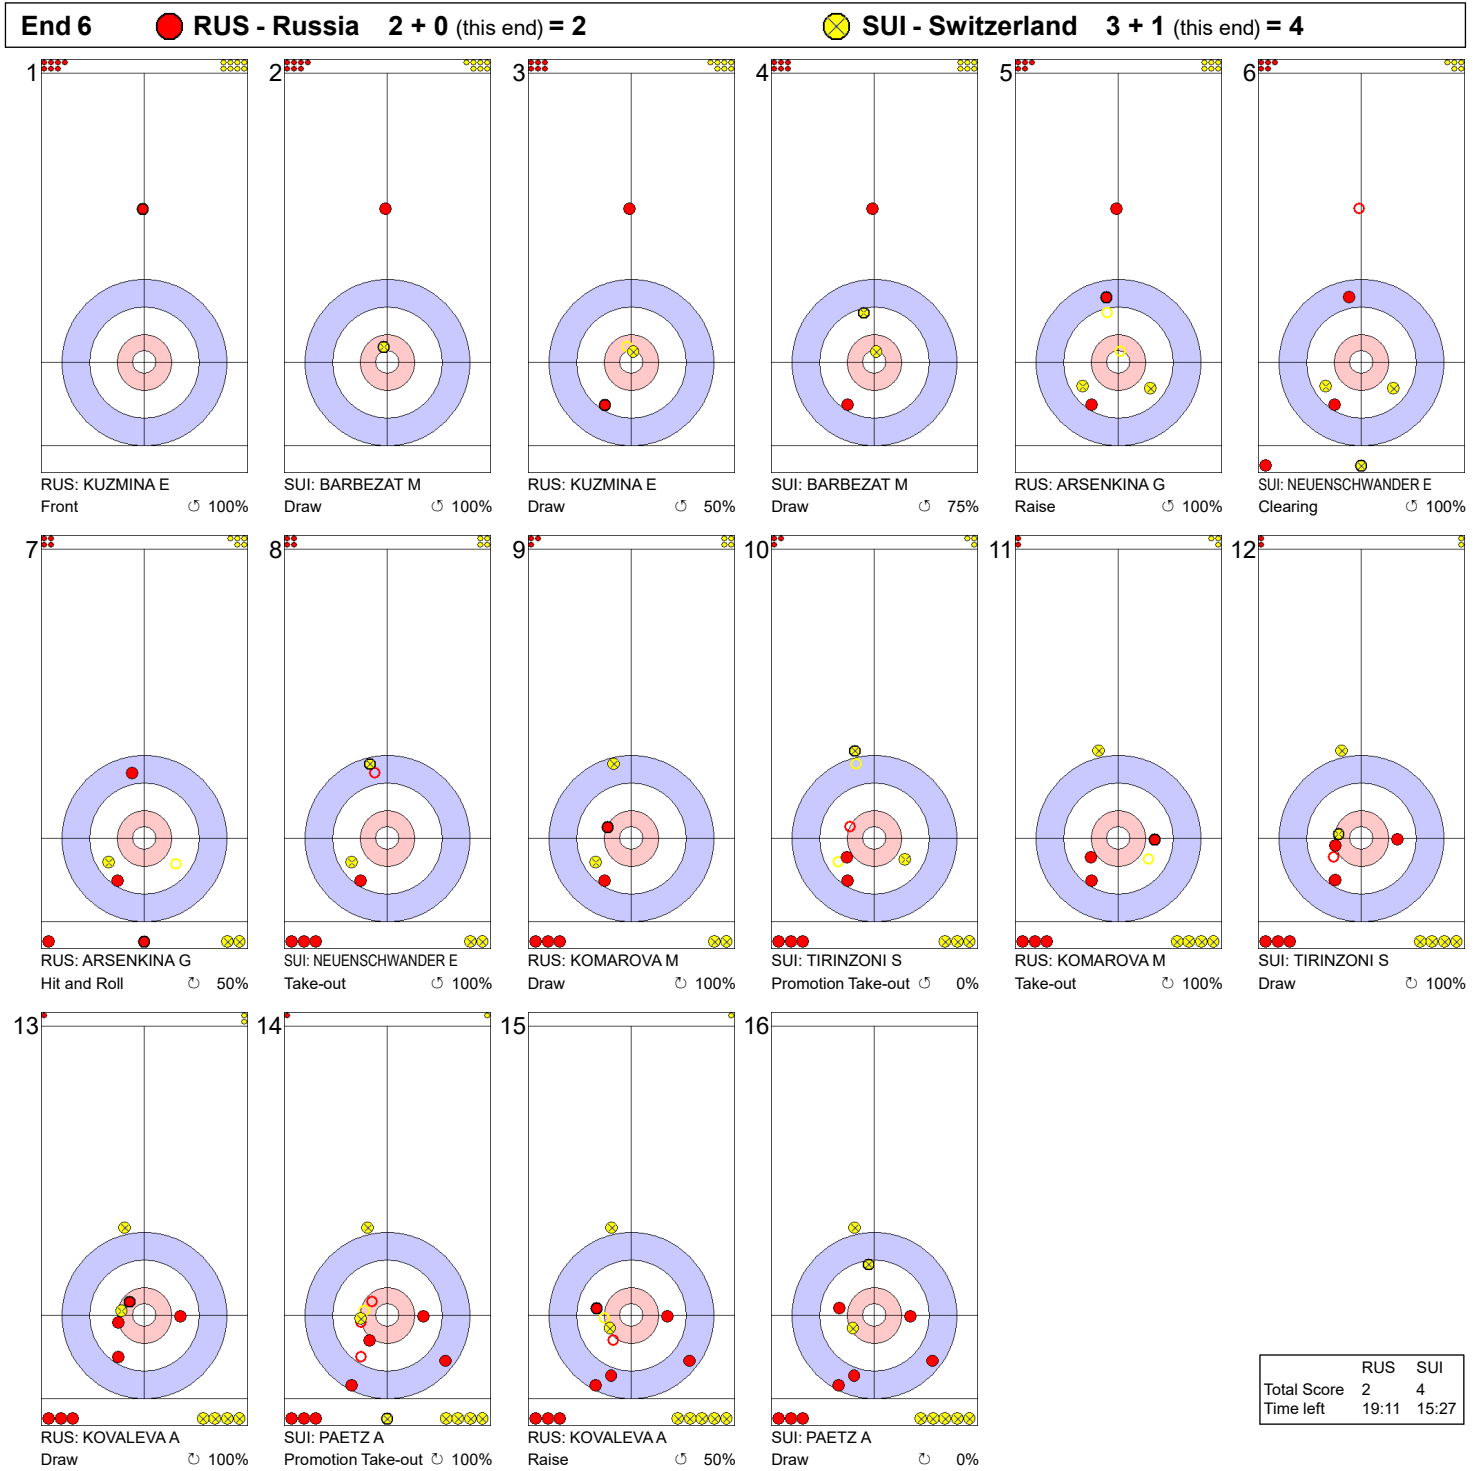 End 6 RUS - Russia 2 + 0 (this end) = 2 SUI - Switzerland 3 + 1 (this end) = 4
1 2 3 4 5 6
RUS: KUZMINA E SUI: BARBEZAT M RUS: KUZMINA E SUI: BARBEZAT M RUS: ARSENKINA G SUI: NEUENSCHWANDER E
Front 100% Draw 100% Draw 50% Draw 75% Raise 100% Clearing 100%
7 8 9 10 11 12
RUS: ARSENKINA G SUI: NEUENSCHWANDER E RUS: KOMAROVA M SUI: TIRINZONI S RUS: KOMAROVA M SUI: TIRINZONI S
Hit and Roll 50% Take-out 100% Draw 100% Promotion Take-out 0% Take-out 100% Draw 100%
13 14 15 16
RUS SUI
Total Score 2 4
Time left 19:11 15:27
RUS: KOVALEVA A SUI: PAETZ A RUS: KOVALEVA A SUI: PAETZ A
Draw 100% Promotion Take-out 100% Raise 50% Draw 0%